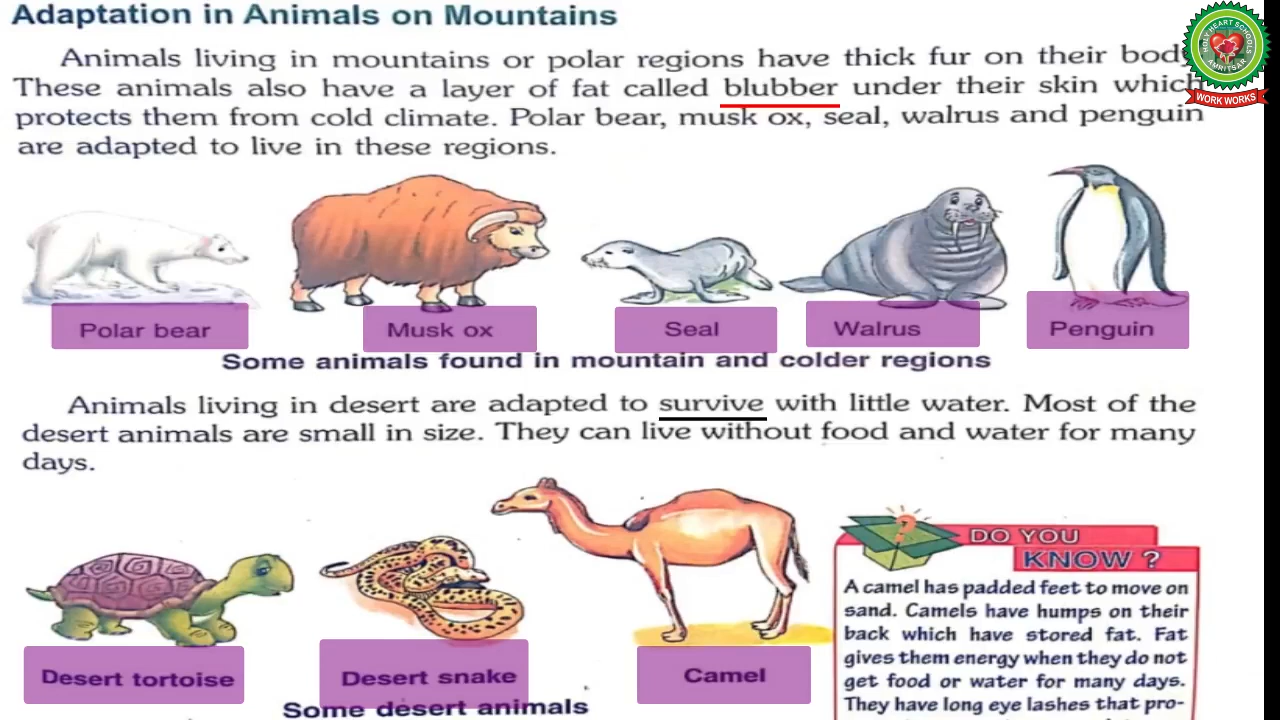 Adaptation in Animals on Mountains
Animals living in mountains or polar regions have thick fur on their body
These animals also have a layer of fat called blubber under their skin which
protects them from cold climate. Polar bear, musk ox, seal, walrus and penguin
are adapted to live in these regions.
HOLY HEART SCHOOLS
AMRITSAR
WORK WORKS
Polar bear
Musk ox
Seal
Walrus
Penguin
Some animals found in mountain and colder regions
Animals living in desert are adapted to survive with little water. Most of the
desert animals are small in size. They can live without food and water for many
days.
Desert tortoise
Desert snake
Camel
Some desert animals
DO YOU
KNOW ?
A camel has padded feet to move on
sand. Camels have humps on their
back which have stored fat. Fat
gives them energy when they do not
get food or water for many days.
They have long eye lashes that pro-